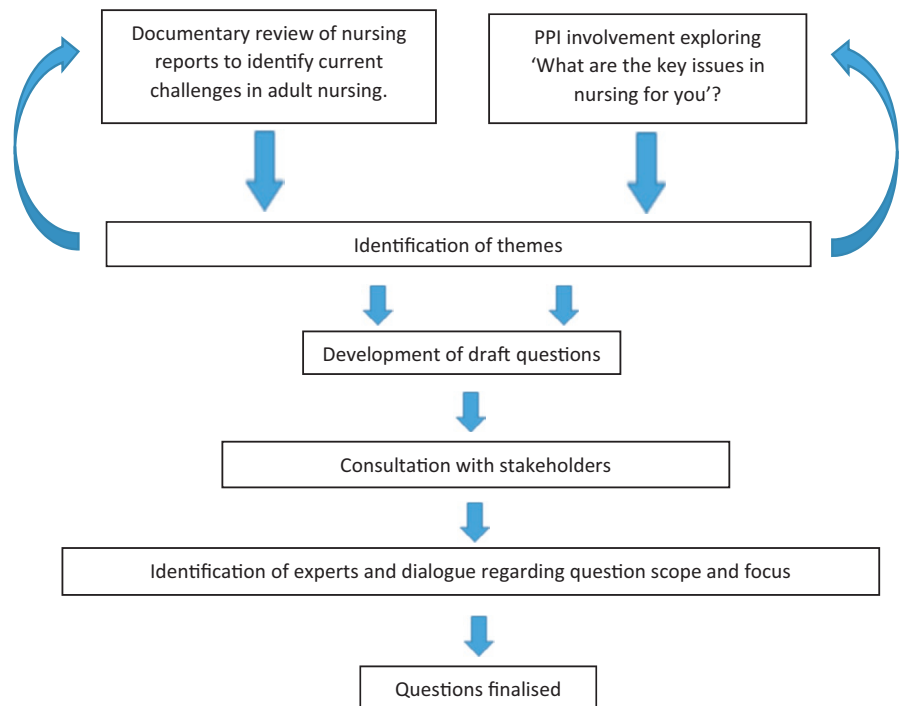 Documentary review of nursing
reports to identify current
challenges in adult nursing.
PPI involvement exploring
‘What are the key issues in
nursing for you’?
Identification of themes
Development of draft questions
Consultation with stakeholders
Identification of experts and dialogue regarding question scope and focus
Questions finalised